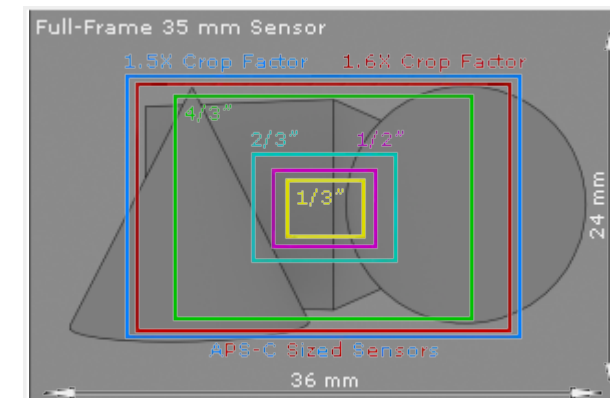 Full-Frame 35 mm Sensor
1.5X Crop Factor 1.6X Crop Factor
4/3"
2/3" 1/2"
1/3"
24 mm
APS-C Sized Sensors
36 mm